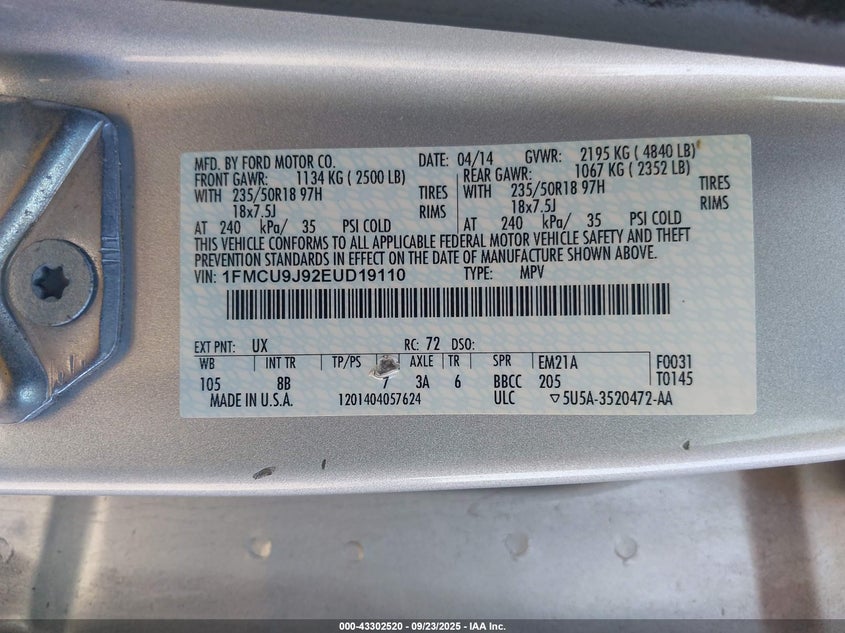 MFD. BY FORD MOTOR CO. DATE: 04/14 GVWR: 2195 KG ( 4840 LB)
FRONT GAWR: 1134 KG ( 2500 LB) REAR GAWR: 1067 KG ( 2352 LB)
WITH 235/50R18 97H TIRES WITH 235/50R18 97H TIRES
18x7.5J RIMS 18x7.5J RIMS
AT 240 kPa/ 35 PSI COLD AT 240 kPa/ 35 PSI COLD
THIS VEHICLE CONFORMS TO ALL APPLICABLE FEDERAL MOTOR VEHICLE SAFETY AND THEFT
PREVENTION STANDARDS IN EFFECT ON THE DATE OF MANUFACTURE SHOWN ABOVE.
VIN: 1FMCU9J92EUD19110 TYPE: MPV
EXT PNT: UX RC: 72 DSO:
WB INT TR TP/PS AXLE TR SPR EM21A F0031
105 8B 7 3A 6 BBCC 205 T0145
MADE IN U.S.A. 1201404057624 ULC ▽5U5A-3520472-AA
000-43302520 - 09/23/2025 - IAA Inc.